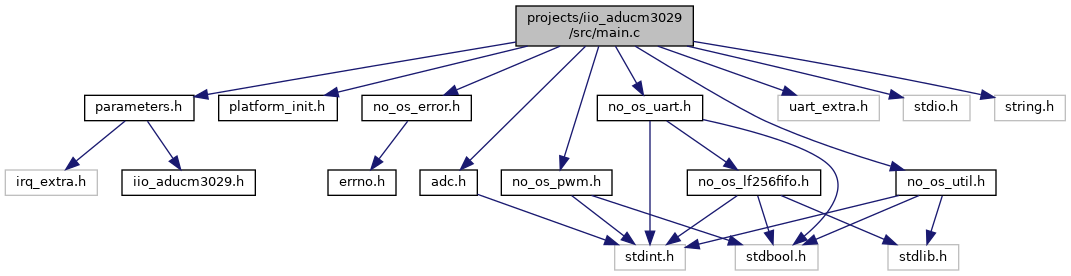 projects/iio_aducm3029
/src/main.c
parameters.h
platform_init.h
no_os_error.h
no_os_uart.h
uart_extra.h
stdio.h
string.h
irq_extra.h
iio_aducm3029.h
errno.h
adc.h
no_os_pwm.h
no_os_lf256fifo.h
no_os_util.h
stdint.h
stdbool.h
stdlib.h